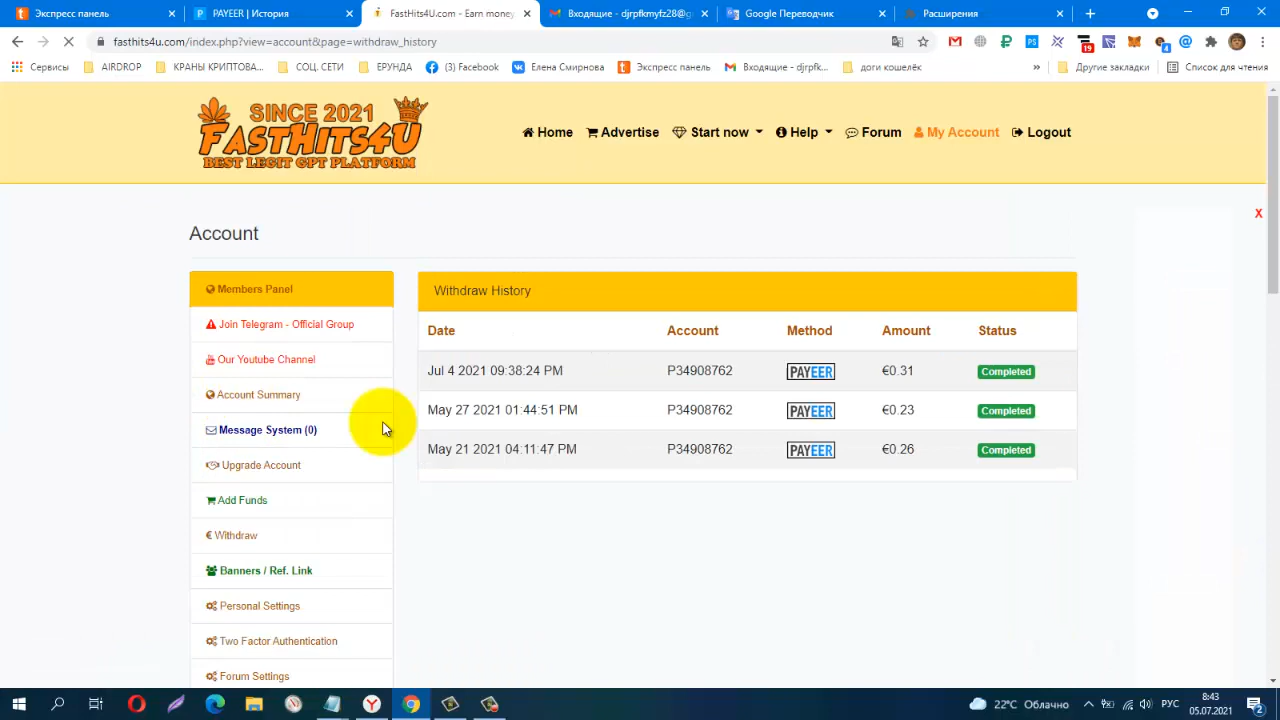 Экспресс панель
PAYEER | История
FastHits4U.com - Earn money
Входящие - djrpfkmyfz28@g
Google Переводчик
Расширения
fasthits4u.com/index.php?view=account&page=withdraw_history
19
4
Сервисы
AIRDROP
КРАНЫ КРИПТОВА...
СОЦ. СЕТИ
ЕРУНДА
(3) Facebook
Елена Смирнова
Экспресс панель
Входящие - djrpfk...
доги кошелёк
»
Другие закладки
Список для чтения
SINCE 2021
FASTHITS4U
BEST LEGIT GPT PLATFORM
Home
Advertise
Start now
Help
Forum
My Account
Logout
X
Account
Members Panel
Join Telegram - Official Group
Our Youtube Channel
Account Summary
Message System (0)
Upgrade Account
Add Funds
€ Withdraw
Banners / Ref. Link
Personal Settings
Two Factor Authentication
Forum Settings
Withdraw History
Date Account Method Amount Status
Jul 4 2021 09:38:24 PM P34908762 PAYEER €0.31 Completed
May 27 2021 01:44:51 PM P34908762 PAYEER €0.23 Completed
May 21 2021 04:11:47 PM P34908762 PAYEER €0.26 Completed
22°C Облачно
РУС
8:43
05.07.2021
2